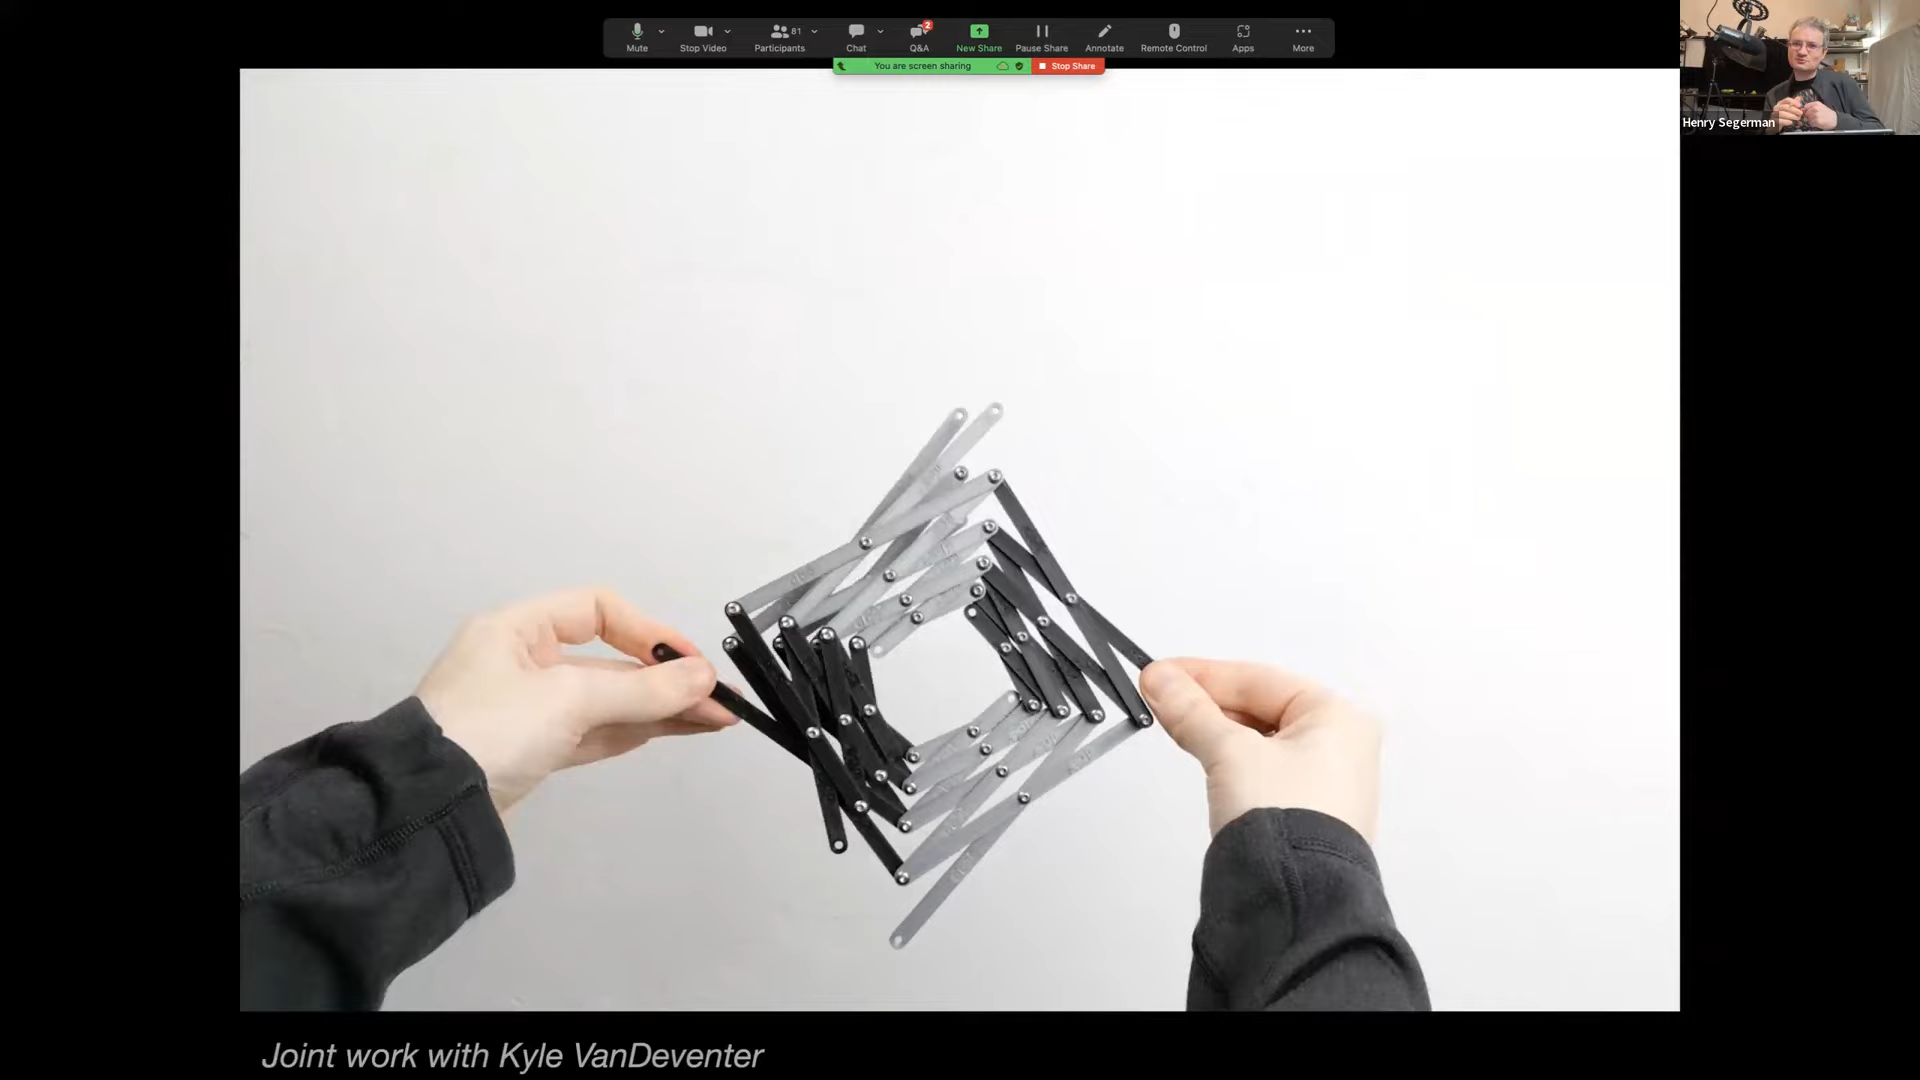 81
2
Mute
Stop Video
Participants
Chat
Q&A
New Share
Pause Share
Annotate
Remote Control
Apps
More
You are screen sharing
Stop Share
Henry Segerman
Joint work with Kyle VanDeventer